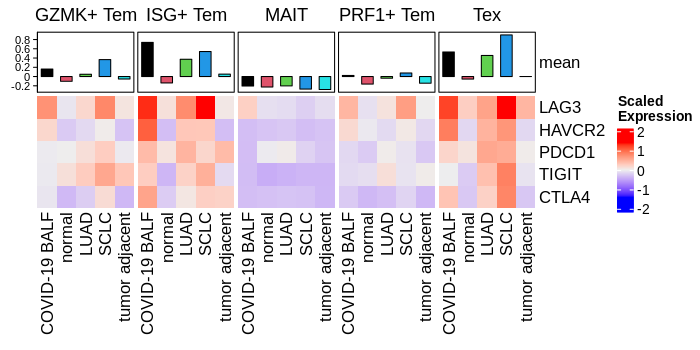 GZMK+ Tem ISG+ Tem MAIT PRF1+ Tem Tex
0.8
0.6
0.4
0.2
0
-0.2
mean
LAG3
HAVCR2
PDCD1
TIGIT
CTLA4
Scaled
Expression
2
1
0
-1
-2
COVID-19 BALF
normal
LUAD
SCLC
tumor adjacent
COVID-19 BALF
normal
LUAD
SCLC
tumor adjacent
COVID-19 BALF
normal
LUAD
SCLC
tumor adjacent
COVID-19 BALF
normal
LUAD
SCLC
tumor adjacent
COVID-19 BALF
normal
LUAD
SCLC
tumor adjacent